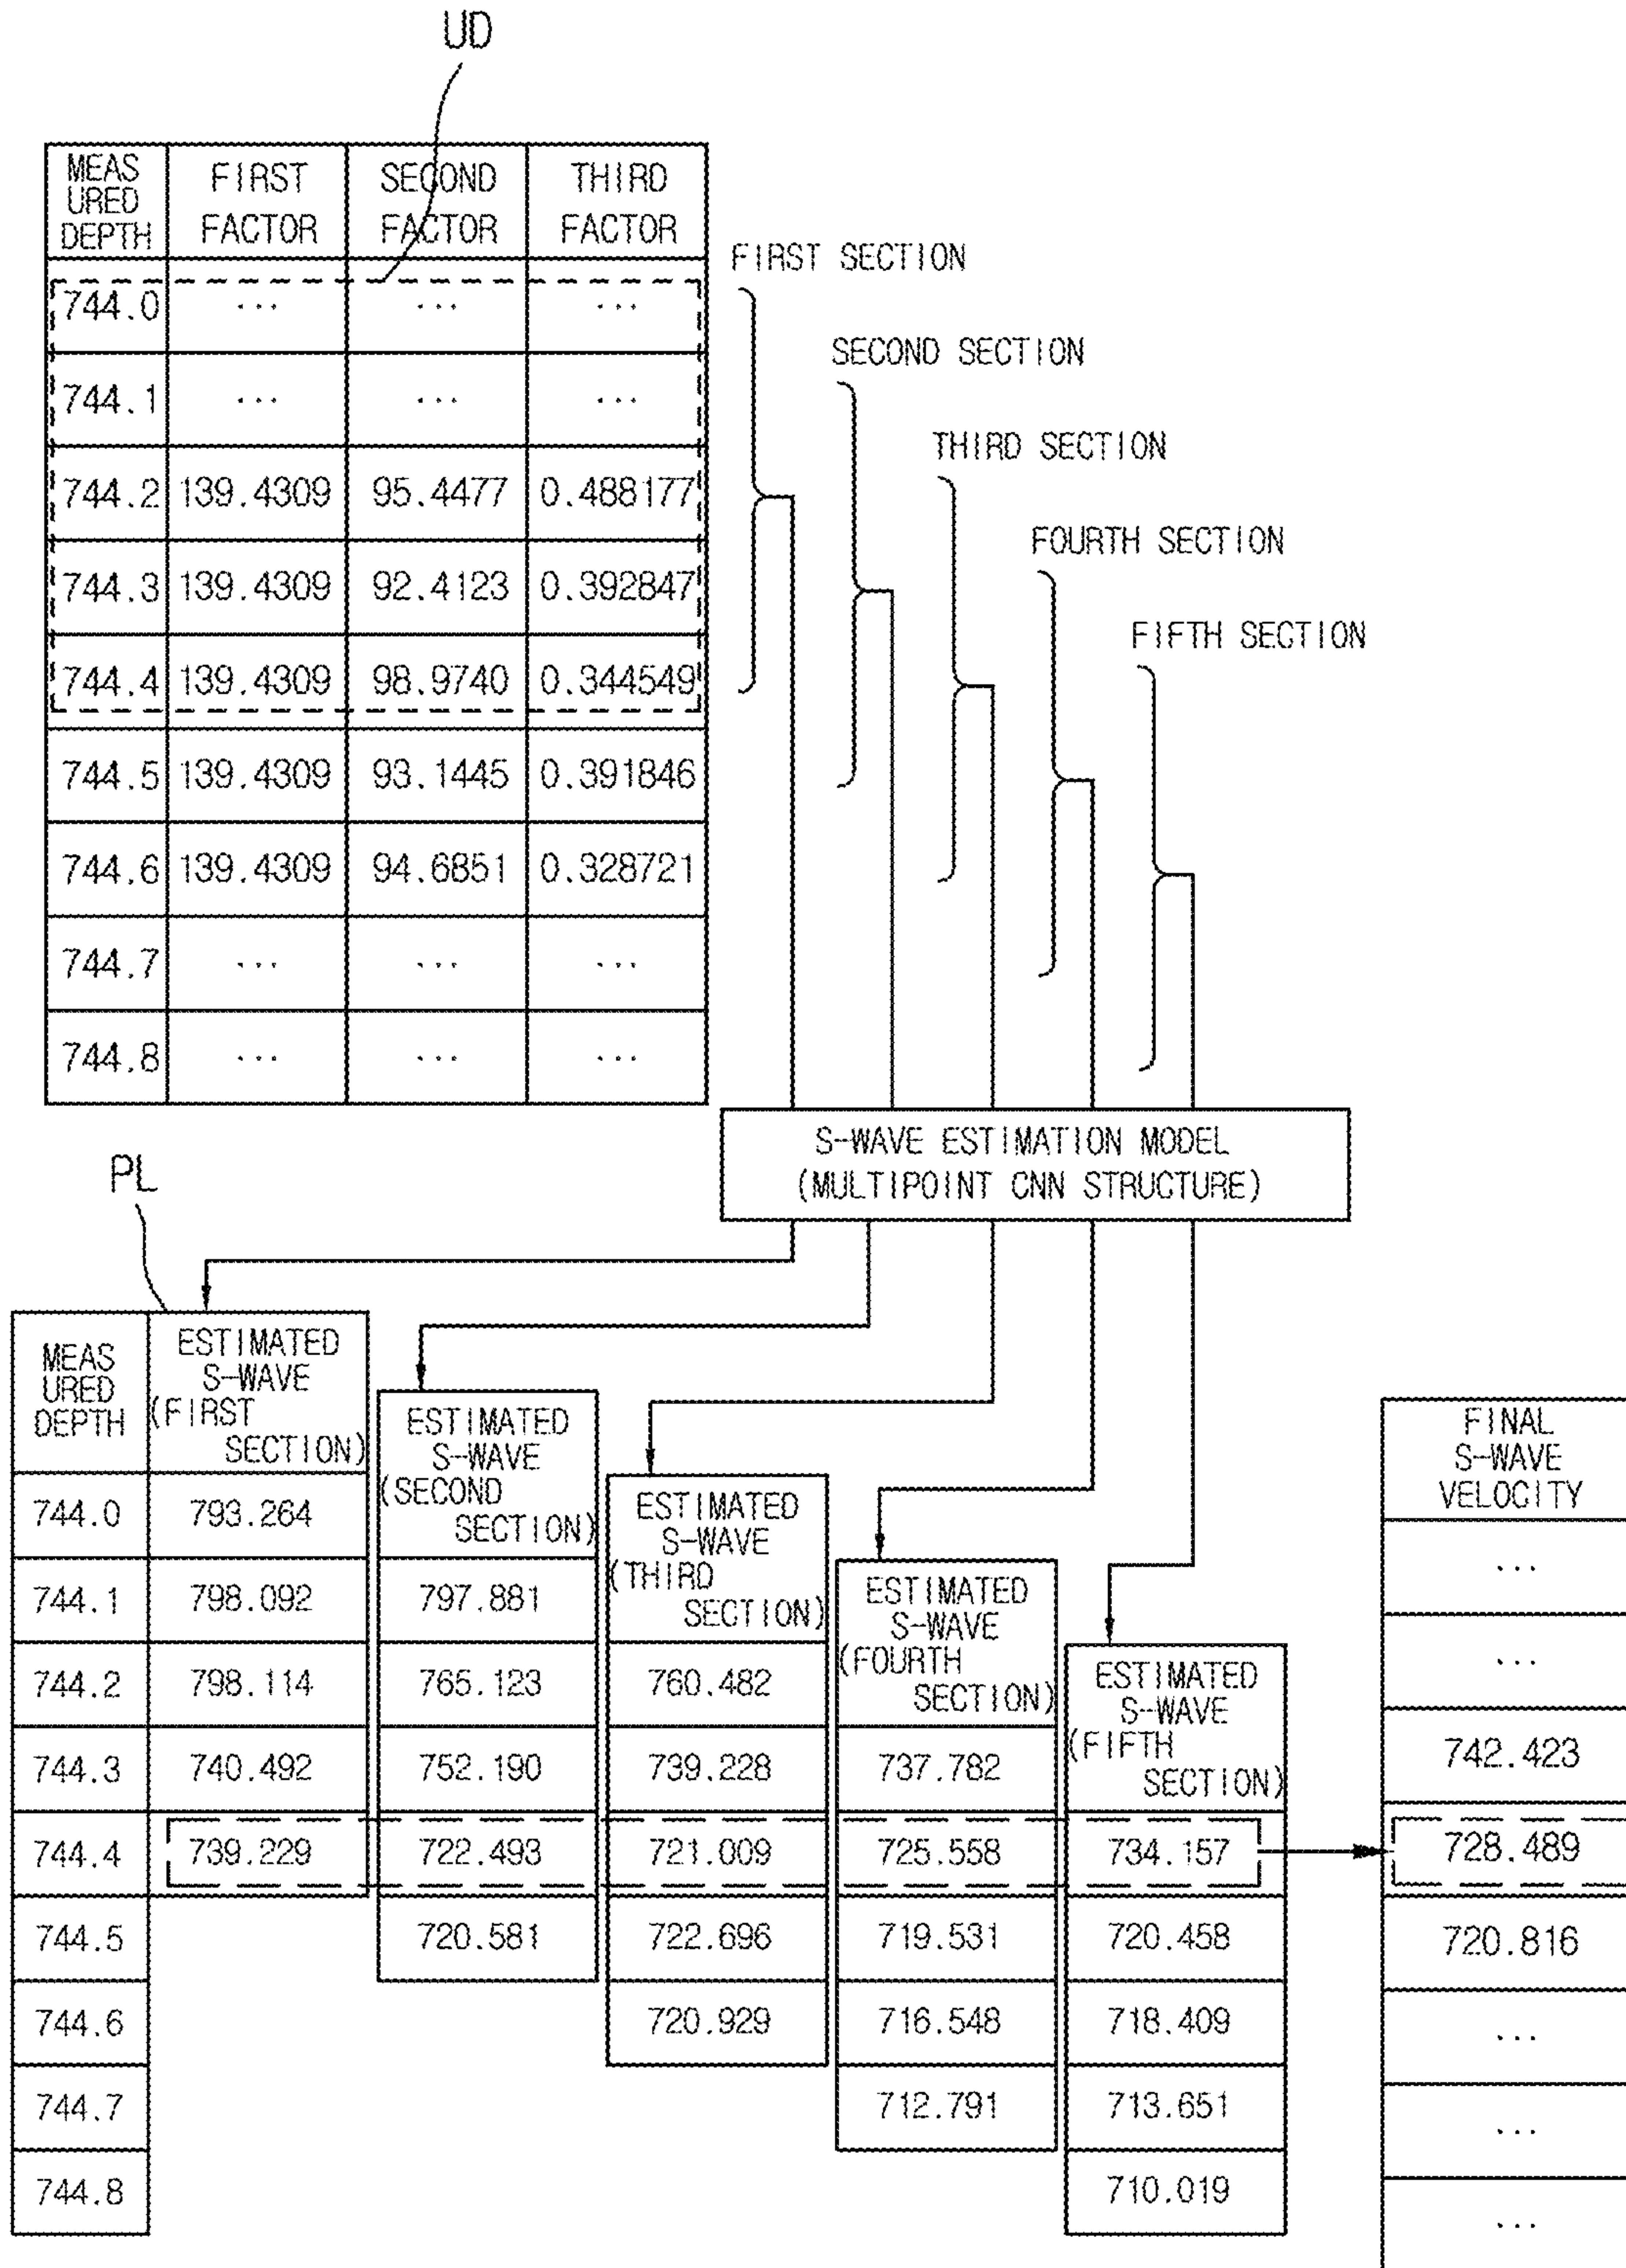 UD
MEAS
URED
DEPTH
FIRST
FACTOR
SECOND
FACTOR
THIRD
FACTOR
744.0 ... ... ...
744.1 ... ... ...
744.2 139.4309 95.4477 0.488177
744.3 139.4309 92.4123 0.392847
744.4 139.4309 98.9740 0.344549
744.5 139.4309 93.1445 0.391846
744.6 139.4309 94.6851 0.328721
744.7 ... ... ...
744.8 ... ... ...
FIRST SECTION
SECOND SECTION
THIRD SECTION
FOURTH SECTION
FIFTH SECTION
S-WAVE ESTIMATION MODEL
(MULTIPOINT CNN STRUCTURE)
PL
MEAS
URED
DEPTH
ESTIMATED
S-WAVE
(FIRST
SECTION)
ESTIMATED
S-WAVE
(SECOND
SECTION)
ESTIMATED
S-WAVE
(THIRD
SECTION)
ESTIMATED
S-WAVE
(FOURTH
SECTION)
ESTIMATED
S-WAVE
(FIFTH
SECTION)
FINAL
S-WAVE
VELOCITY
744.0 793.264 ...
744.1 798.092 797.881 ...
744.2 798.114 765.123 760.482
744.3 740.492 752.190 739.228 737.782 742.423
744.4 739.229 722.493 721.009 725.558 734.157 728.489
744.5 720.581 722.696 719.531 720.458 720.816
744.6 720.929 716.548 718.409 ...
744.7 712.791 713.651 ...
744.8 710.019 ...